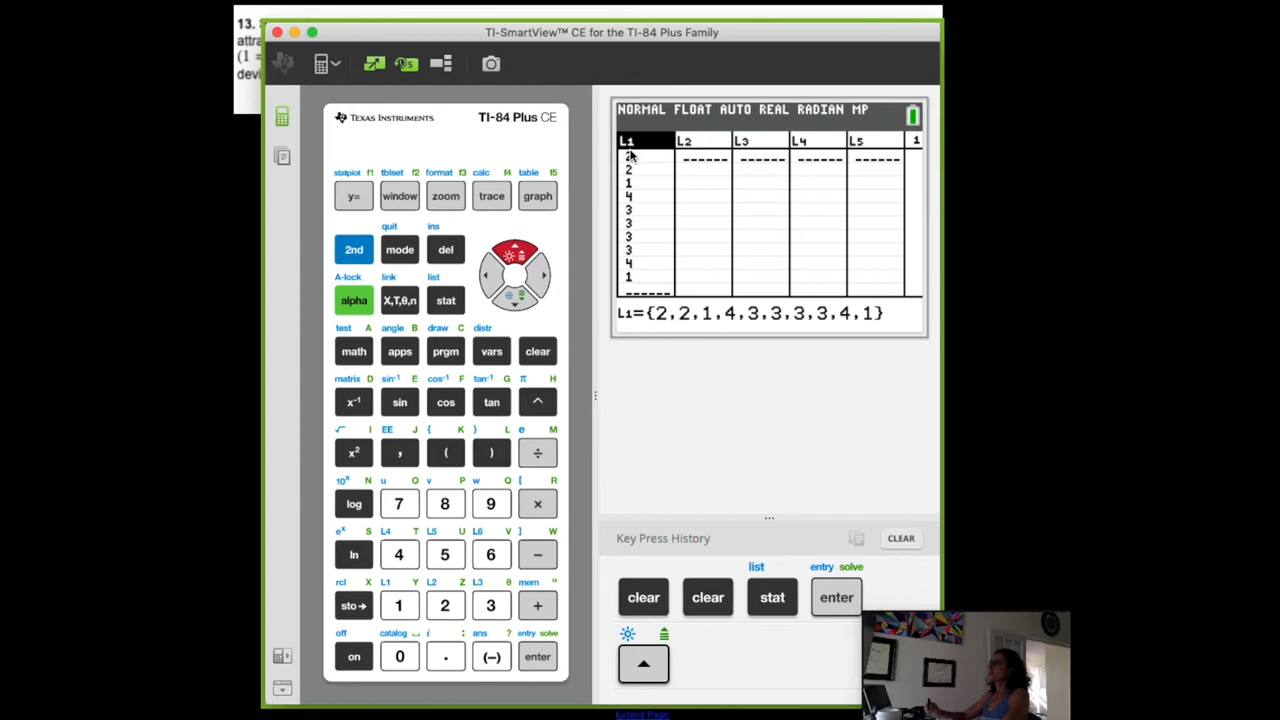 13.
attra
(1 =
devi
TI-SmartView™ CE for the TI-84 Plus Family
TEXAS INSTRUMENTS
TI-84 Plus CE
statplot f1 tblset f2 format f3 calc f4 table f5
y= window zoom trace graph
quit ins
2nd mode del
A-lock link list
alpha X,T,θ,n stat
test A angle B draw C distr
math apps prgm vars clear
matrix D sin⁻¹ E cos⁻¹ F tan⁻¹ G π H
x⁻¹ sin cos tan ^
√ I EE J { K } L e M
x² , ( ) ÷
10ˣ N u O v P w Q [ R
log 7 8 9 ×
eˣ S L4 T L5 U L6 V ] W
ln 4 5 6 −
rcl X L1 Y L2 Z L3 θ mem "
sto→ 1 2 3 +
off catalog ⎵ i : ans ? entry solve
on 0 . (−) enter
NORMAL FLOAT AUTO REAL RADIAN MP
L1 L2 L3 L4 L5 1
2 ------ ------ ------ ------
2
1
4
3
3
3
3
4
1
------
L1={2,2,1,4,3,3,3,3,4,1}
Key Press History
CLEAR
list entry solve
clear clear stat enter
Extend Page